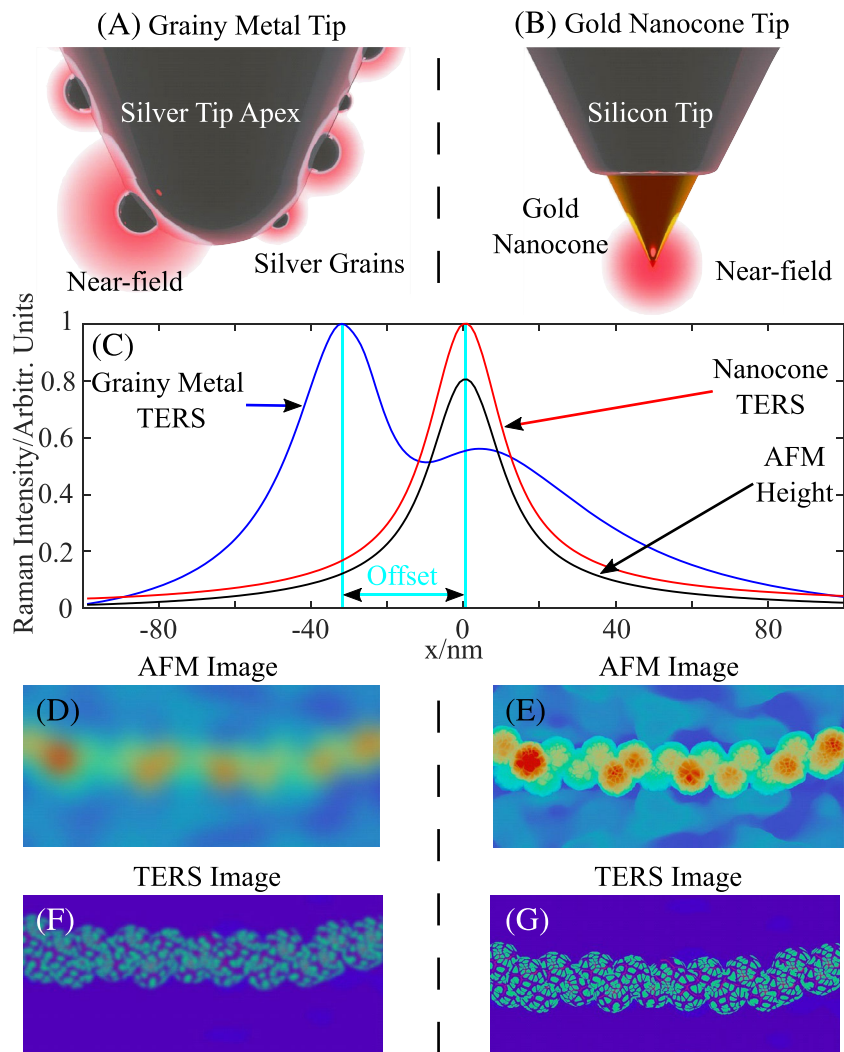 (A) Grainy Metal Tip
(B) Gold Nanocone Tip
Silver Tip Apex
Silicon Tip
Gold
Nanocone
Silver Grains
Near-field
Near-field
Raman Intensity/Arbitr. Units
1
0.8
0.6
0.4
0.2
0
(C)
Grainy Metal
TERS
Nanocone
TERS
AFM
Height
Offset
-80
-40
0
40
80
x/nm
AFM Image
AFM Image
(D)
(E)
TERS Image
TERS Image
(F)
(G)